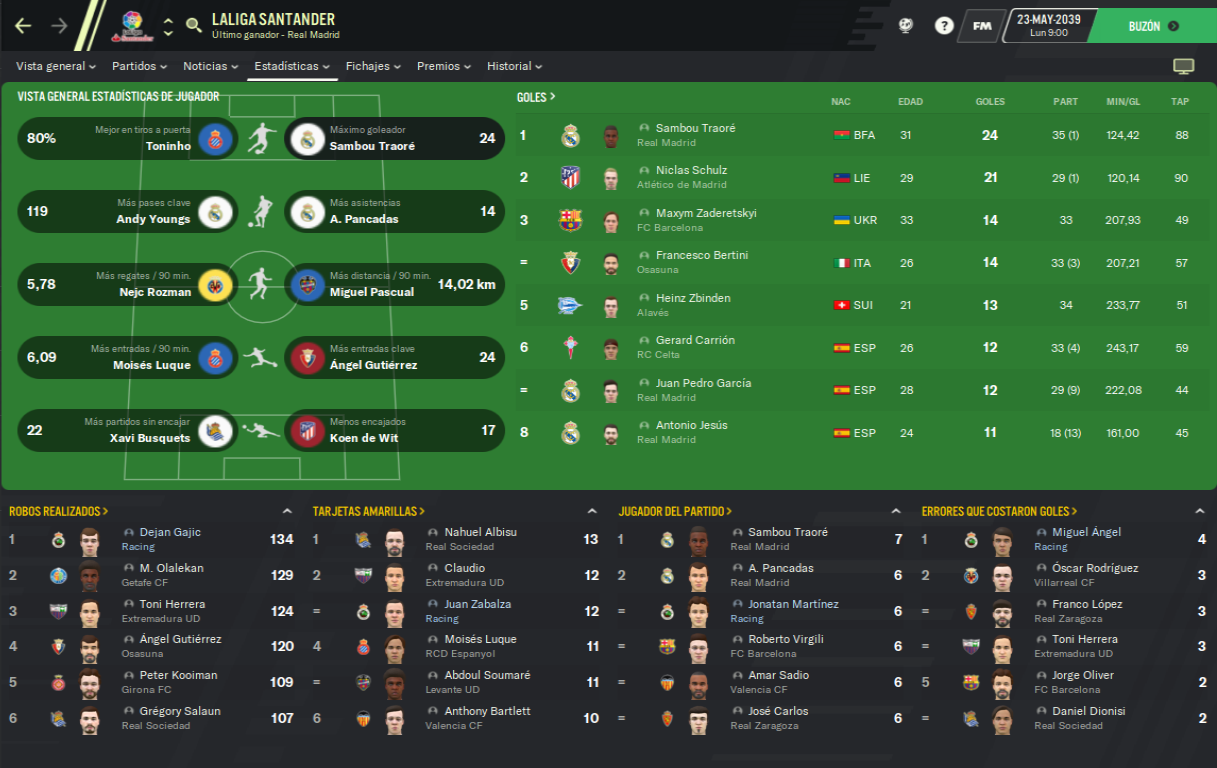 LALIGA SANTANDER
Último ganador - Real Madrid
?
FM
23-MAY-2039
Lun 9:00
BUZÓN
Vista general
Partidos
Noticias
Estadísticas
Fichajes
Premios
Historial
VISTA GENERAL ESTADÍSTICAS DE JUGADOR
80%
Mejor en tiros a puerta
Toninho
Máximo goleador
Sambou Traoré
24
119
Más pases clave
Andy Youngs
Más asistencias
A. Pancadas
14
5,78
Más regates / 90 min.
Nejc Rozman
Más distancia / 90 min.
Miguel Pascual
14,02 km
6,09
Más entradas / 90 min.
Moisés Luque
Más entradas clave
Ángel Gutiérrez
24
22
Más partidos sin encajar
Xavi Busquets
Menos encajados
Koen de Wit
17
GOLES > NAC EDAD GOLES PART MIN/GL TAP
1 Sambou Traoré BFA 31 24 35 (1) 124,42 88
Real Madrid
2 Niclas Schulz LIE 29 21 29 (1) 120,14 90
Atlético de Madrid
3 Maxym Zaderetskyi UKR 33 14 33 207,93 49
FC Barcelona
= Francesco Bertini ITA 26 14 33 (3) 207,21 57
Osasuna
5 Heinz Zbinden SUI 21 13 34 233,77 51
Alavés
6 Gerard Carrión ESP 26 12 33 (4) 243,17 59
RC Celta
= Juan Pedro García ESP 28 12 29 (9) 222,08 44
Real Madrid
8 Antonio Jesús ESP 24 11 18 (13) 161,00 45
Real Madrid
ROBOS REALIZADOS >
1 Dejan Gajic 134
Racing
2 M. Olalekan 129
Getafe CF
3 Toni Herrera 124
Extremadura UD
4 Ángel Gutiérrez 120
Osasuna
5 Peter Kooiman 109
Girona FC
6 Grégory Salaun 107
Real Sociedad
TARJETAS AMARILLAS >
1 Nahuel Albisu 13
Real Sociedad
2 Claudio 12
Extremadura UD
= Juan Zabalza 12
Racing
4 Moisés Luque 11
RCD Espanyol
= Abdoul Soumaré 11
Levante UD
6 Anthony Bartlett 10
Valencia CF
JUGADOR DEL PARTIDO >
1 Sambou Traoré 7
Real Madrid
2 A. Pancadas 6
Real Madrid
= Jonatan Martínez 6
Racing
= Roberto Virgili 6
FC Barcelona
= Amar Sadio 6
Valencia CF
= José Carlos 6
Real Zaragoza
ERRORES QUE COSTARON GOLES >
1 Miguel Ángel 4
Racing
2 Óscar Rodríguez 3
Villarreal CF
= Franco López 3
Real Zaragoza
= Toni Herrera 3
Extremadura UD
5 Jorge Oliver 2
FC Barcelona
= Daniel Dionisi 2
Real Sociedad